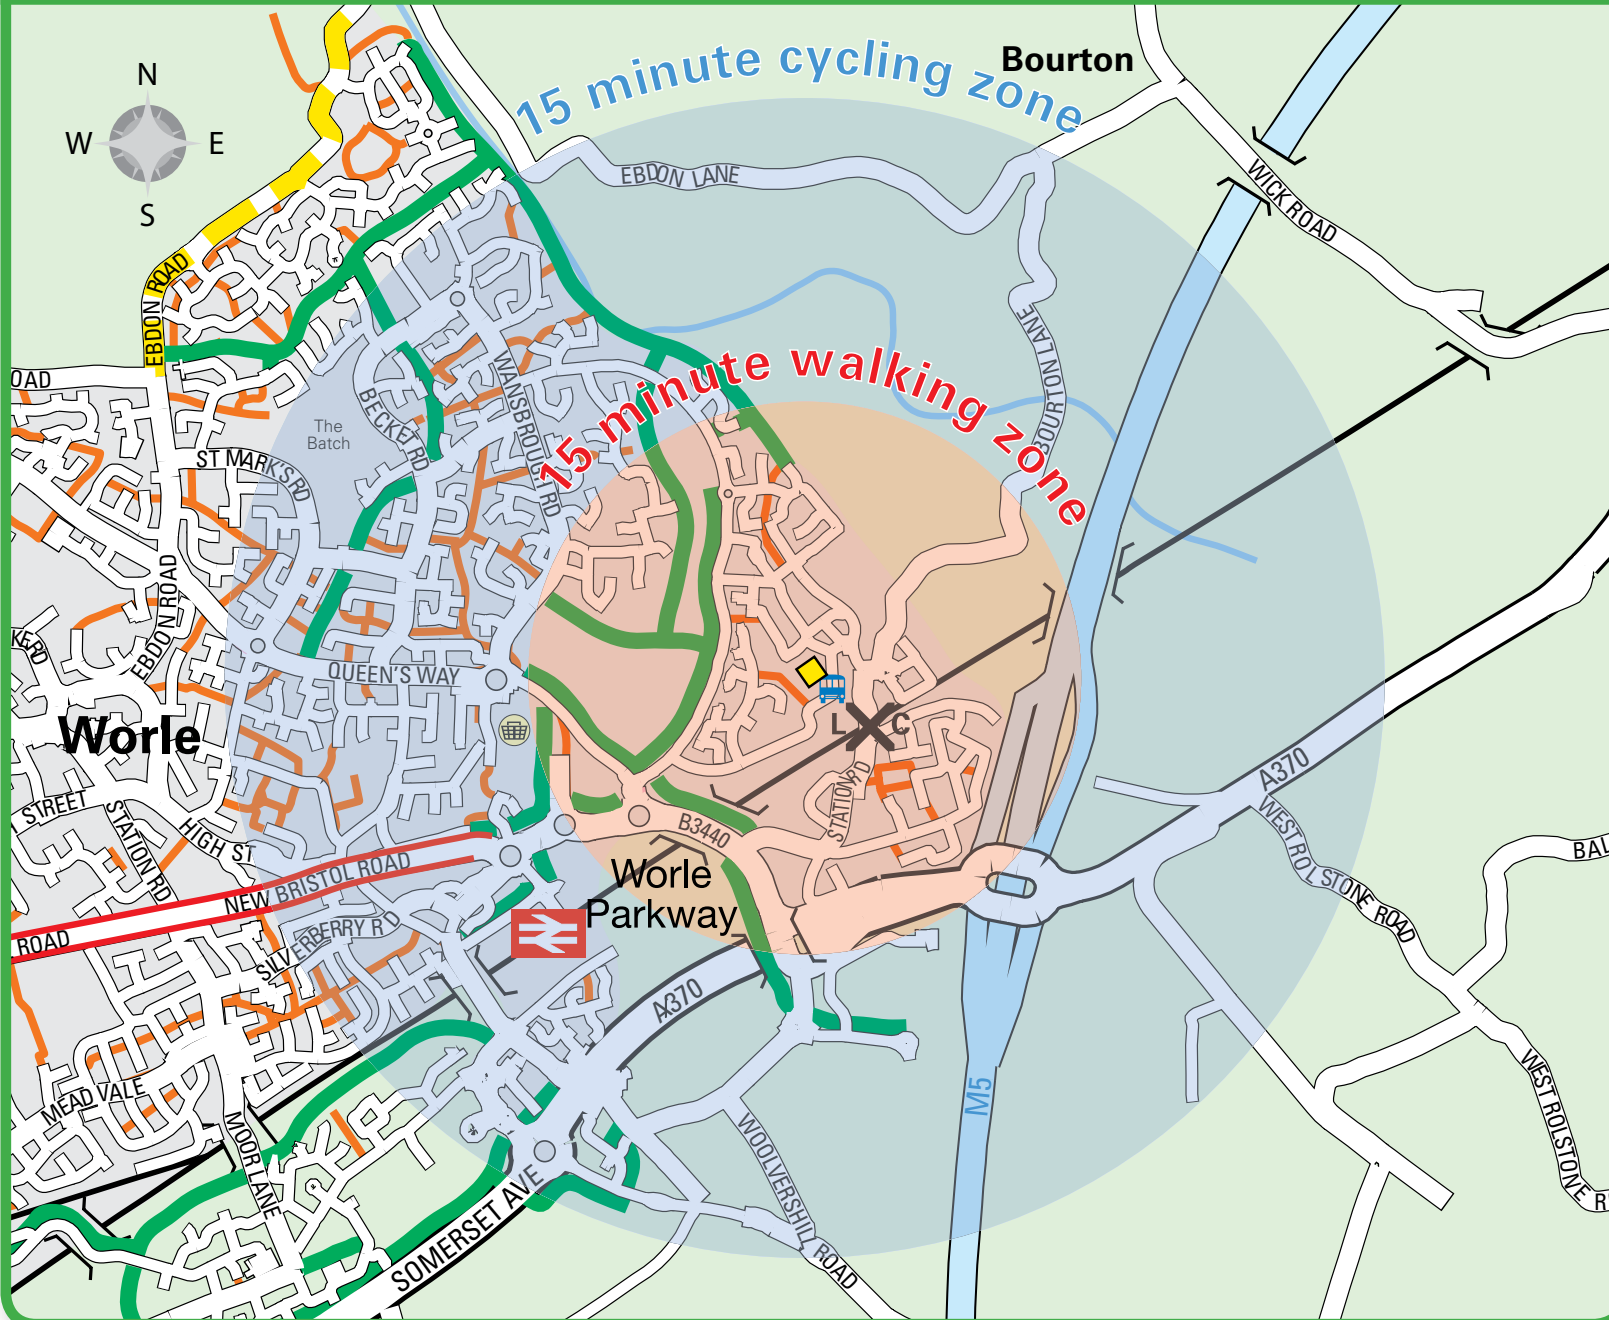 15 minute cycling zone
Bourton
N
W
E
S
EBDON LANE
WICK ROAD
EBDON ROAD
BOURTON LANE
15 minute walking zone
OAD
WANSBROUGH RD
BECKET RD
The
Batch
ST MARK'S RD
EBDON ROAD
KE RD
QUEEN'S WAY
Worle
L C
STATION RD
A370
STREET
STATION RD
HIGH ST
B3440
WEST ROLSTONE ROAD
BAL
NEW BRISTOL ROAD
Worle
Parkway
ROAD
SILVERBERRY RD
A370
MEAD VALE
M5
MOOR LANE
WOOLVERSHILL ROAD
WEST ROLSTONE R
SOMERSET AVE